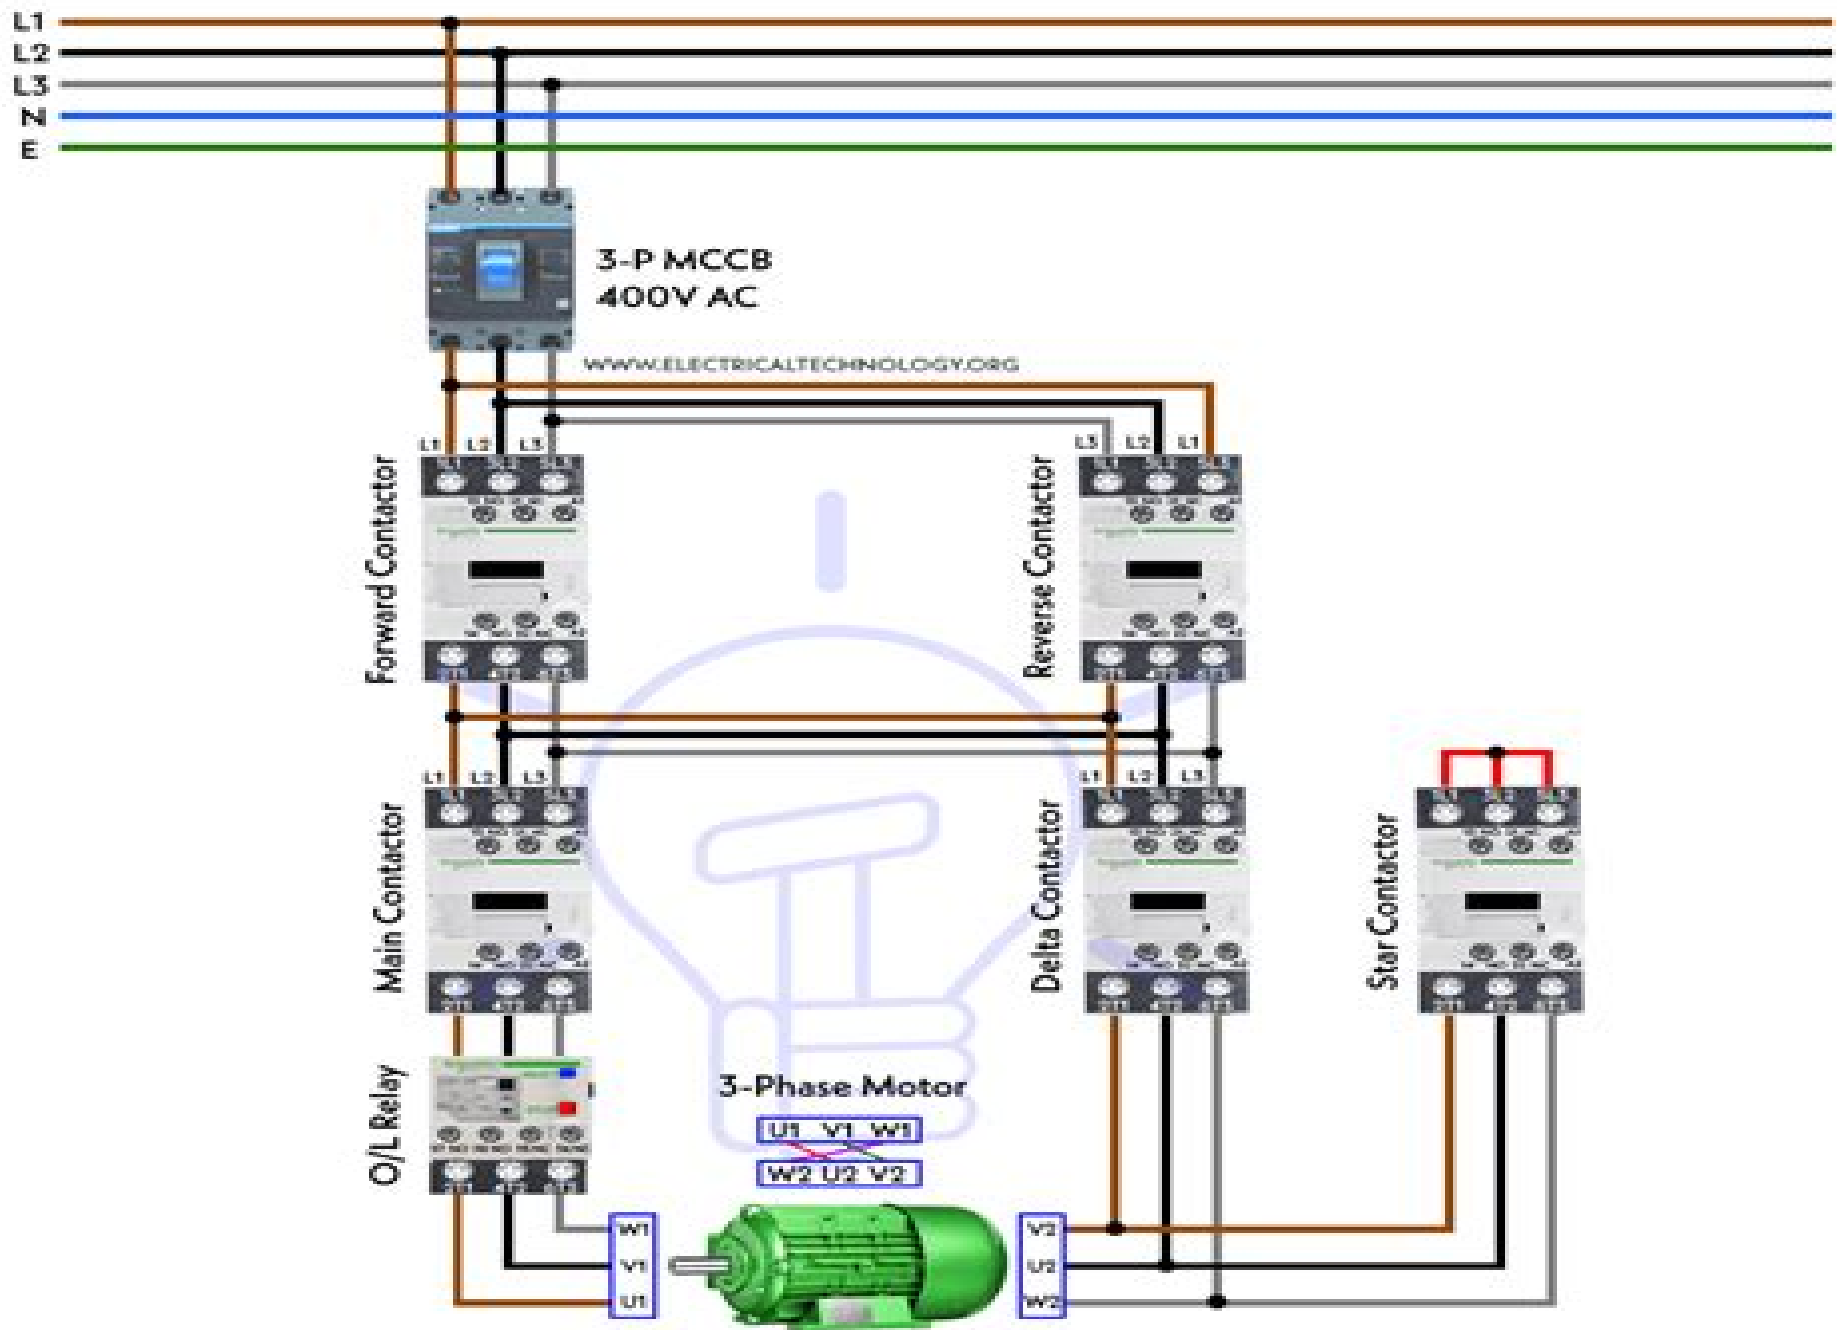 L1
L2
L3
N
E
3-P MCCB
400V AC
WWW.ELECTRICALTECHNOLOGY.ORG
L1 L2 L3
L3 L2 L1
Forward Contactor
Reverse Contactor
L1 L2 L3
L1 L2 L3
Main Contactor
Delta Contactor
Star Contactor
O/L Relay
3-Phase Motor
U1 V1 W1
W2 U2 V2
W1
V1
U1
V2
U2
W2